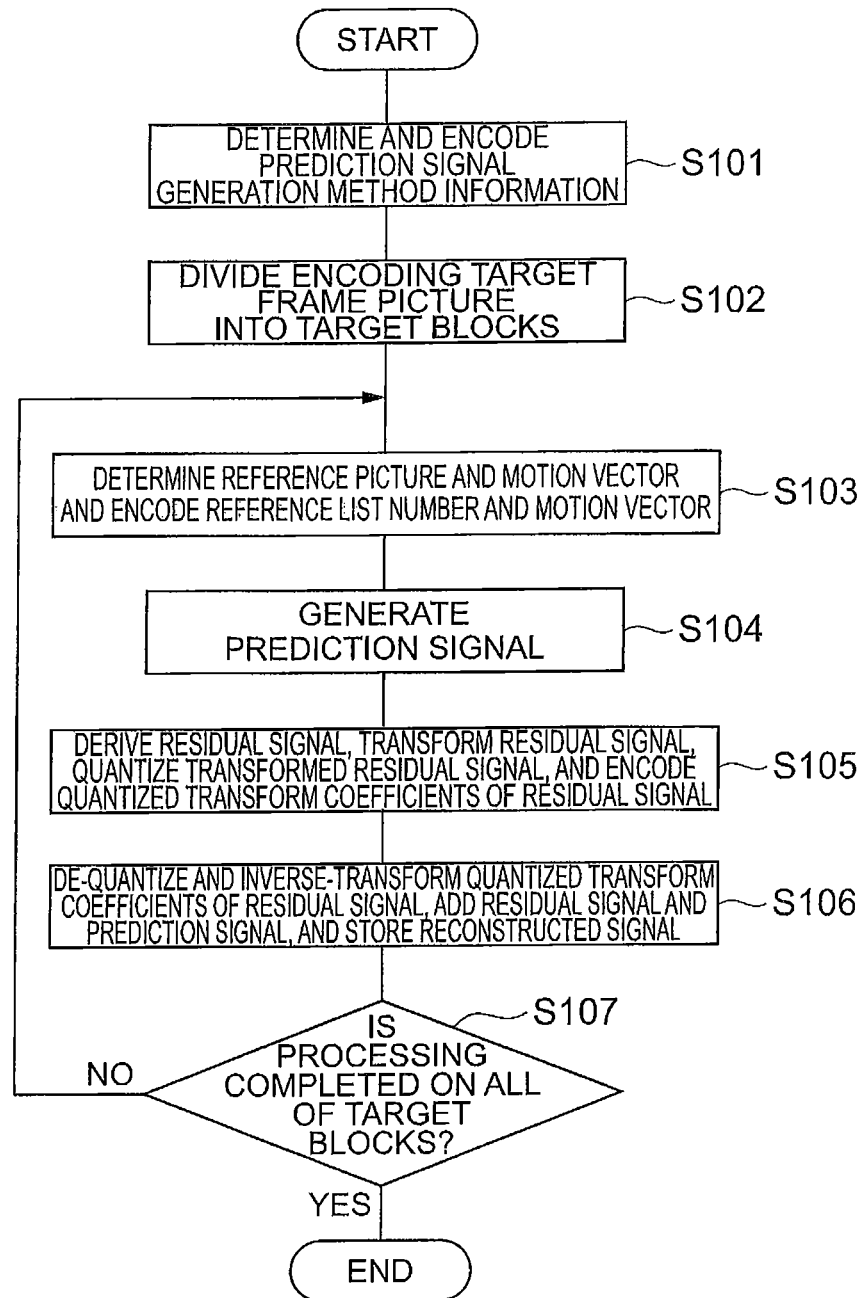 START
DETERMINE AND ENCODE
PREDICTION SIGNAL
GENERATION METHOD INFORMATION
S101
DIVIDE ENCODING TARGET
FRAME PICTURE
INTO TARGET BLOCKS
S102
DETERMINE REFERENCE PICTURE AND MOTION VECTOR
AND ENCODE REFERENCE LIST NUMBER AND MOTION VECTOR
S103
GENERATE
PREDICTION SIGNAL
S104
DERIVE RESIDUAL SIGNAL, TRANSFORM RESIDUAL SIGNAL,
QUANTIZE TRANSFORMED RESIDUAL SIGNAL, AND ENCODE
QUANTIZED TRANSFORM COEFFICIENTS OF RESIDUAL SIGNAL
S105
DE-QUANTIZE AND INVERSE-TRANSFORM QUANTIZED TRANSFORM
COEFFICIENTS OF RESIDUAL SIGNAL, ADD RESIDUAL SIGNAL AND
PREDICTION SIGNAL, AND STORE RECONSTRUCTED SIGNAL
S106
IS
PROCESSING
COMPLETED ON ALL
OF TARGET
BLOCKS?
S107
NO
YES
END